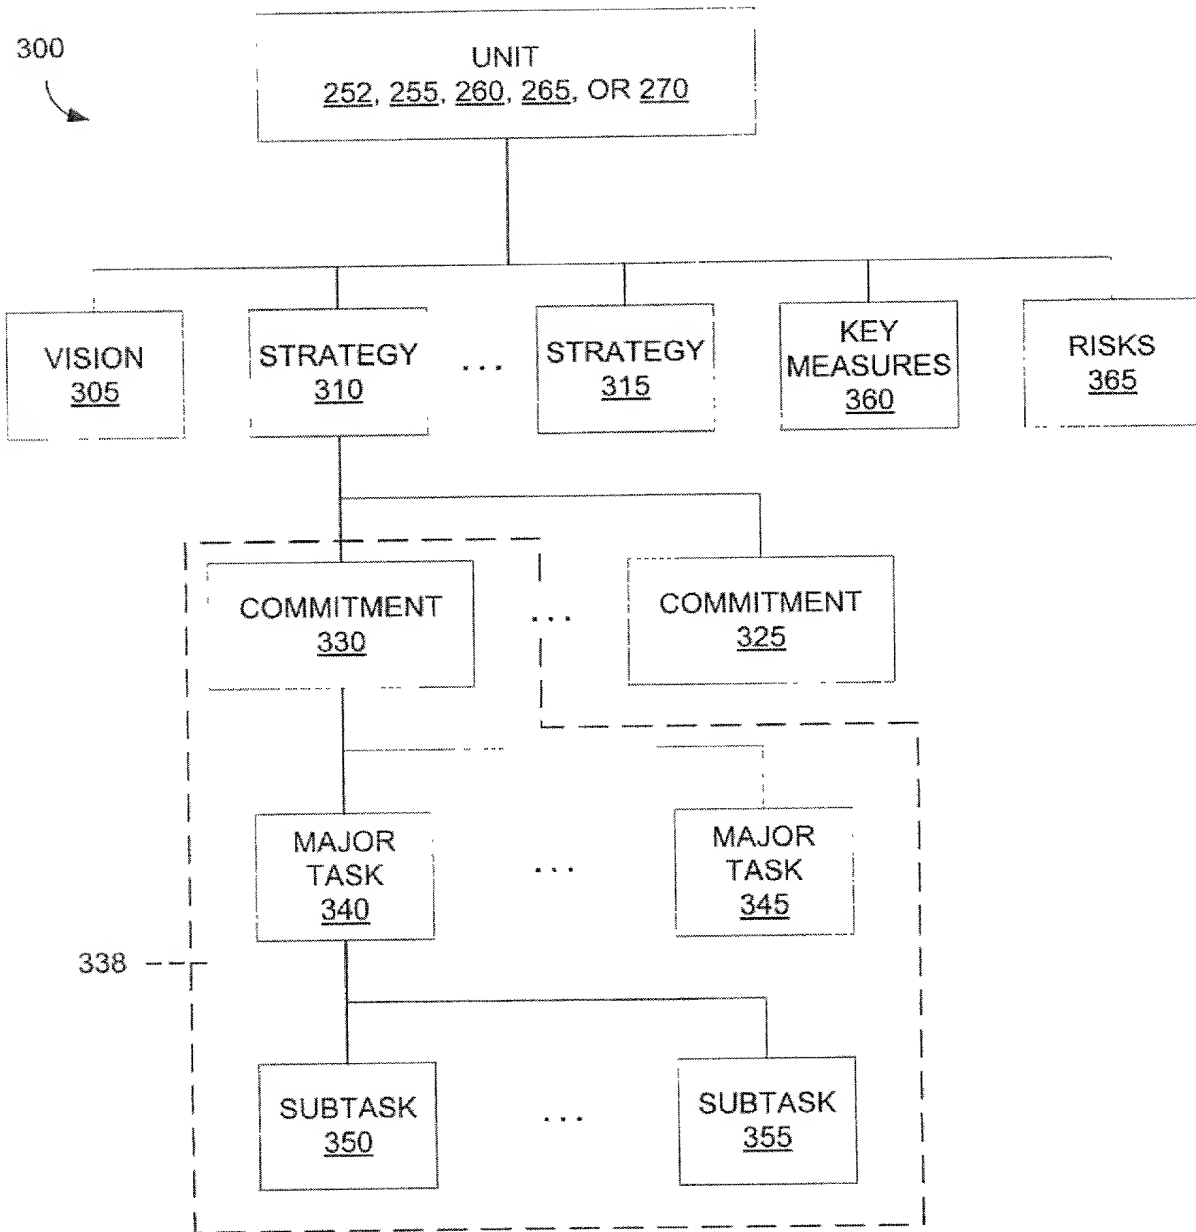 300
UNIT
252, 255, 260, 265, OR 270
VISION
305
STRATEGY
310
...
STRATEGY
315
KEY
MEASURES
360
RISKS
365
COMMITMENT
330
...
COMMITMENT
325
MAJOR
TASK
340
...
MAJOR
TASK
345
338
SUBTASK
350
...
SUBTASK
355